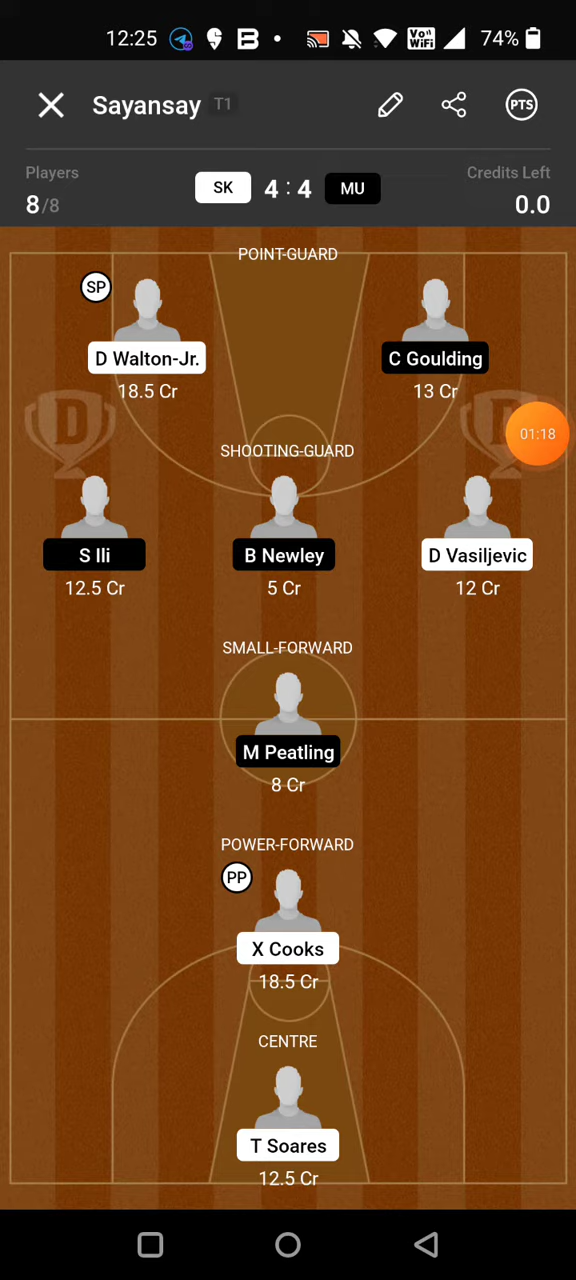 12:25 Vo)) WiFi 74%
Sayansay T1 PTS
Players Credits Left
8/8 SK 4 : 4 MU 0.0
POINT-GUARD
SP
D Walton-Jr. C Goulding
18.5 Cr 13 Cr
D D
01:18
SHOOTING-GUARD
S Ili B Newley D Vasiljevic
12.5 Cr 5 Cr 12 Cr
SMALL-FORWARD
M Peatling
8 Cr
POWER-FORWARD
PP
X Cooks
18.5 Cr
CENTRE
T Soares
12.5 Cr